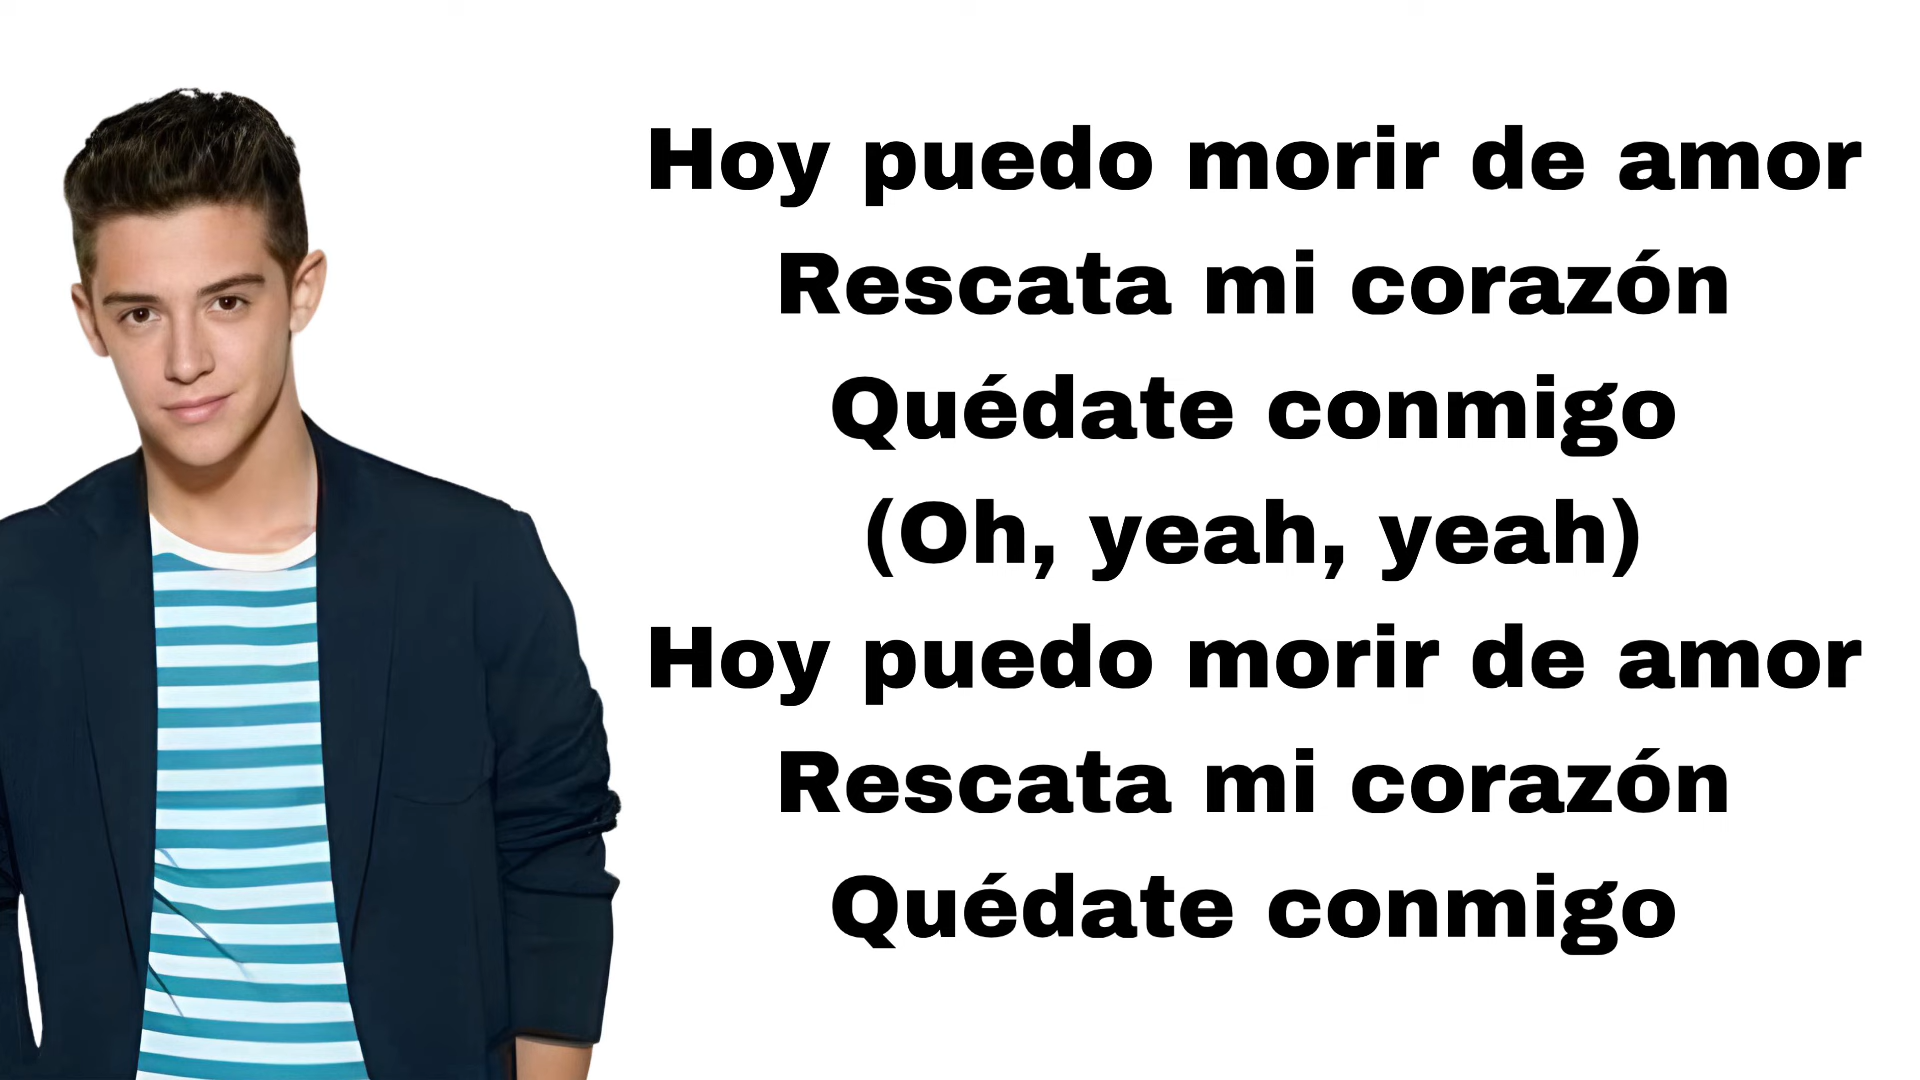 Hoy puedo morir de amor
Rescata mi corazón
Quédate conmigo
(Oh, yeah, yeah)
Hoy puedo morir de amor
Rescata mi corazón
Quédate conmigo